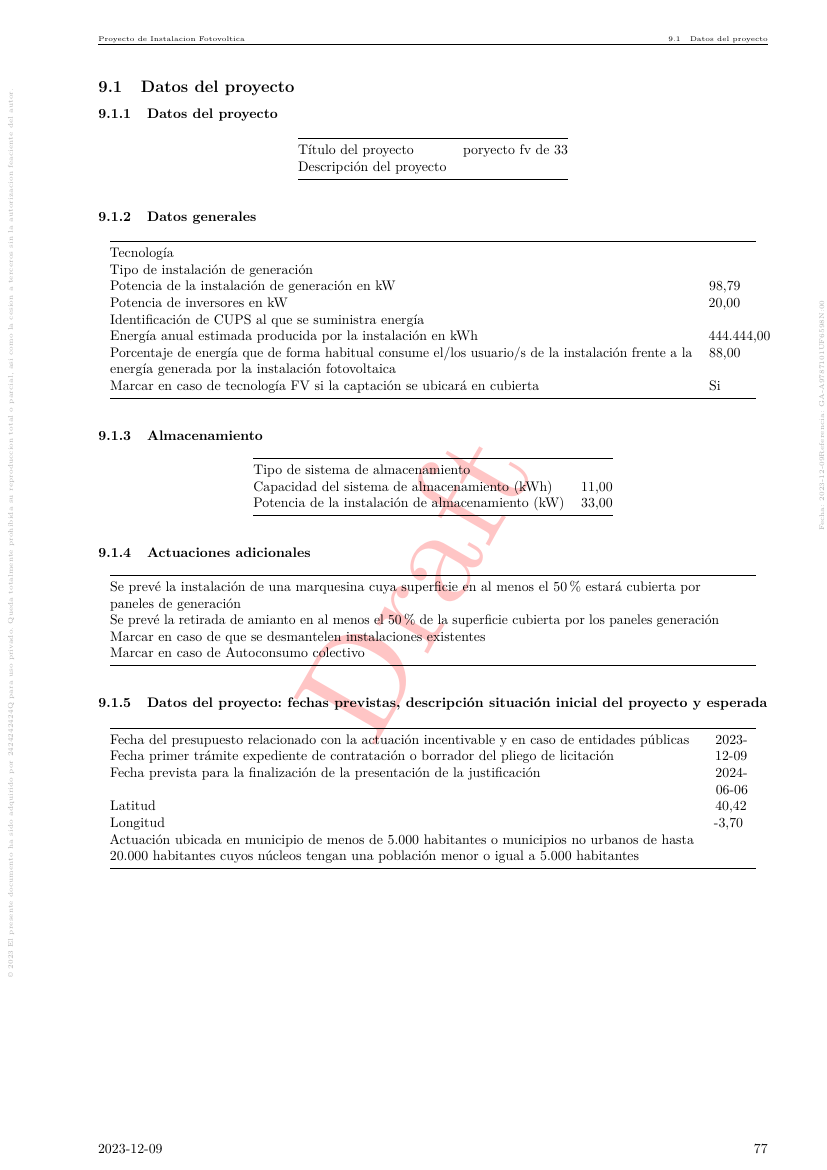 Proyecto de Instalacion Fotovoltica 9.1 Datos del proyecto
9.1 Datos del proyecto
9.1.1 Datos del proyecto
Título del proyecto poryecto fv de 33
Descripción del proyecto
9.1.2 Datos generales
Tecnología
Tipo de instalación de generación
Potencia de la instalación de generación en kW 98,79
Potencia de inversores en kW 20,00
Identificación de CUPS al que se suministra energía
Energía anual estimada producida por la instalación en kWh 444.444,00
Porcentaje de energía que de forma habitual consume el/los usuario/s de la instalación frente a la 88,00
energía generada por la instalación fotovoltaica
Marcar en caso de tecnología FV si la captación se ubicará en cubierta Si
9.1.3 Almacenamiento
Tipo de sistema de almacenamiento
Capacidad del sistema de almacenamiento (kWh) 11,00
Potencia de la instalación de almacenamiento (kW) 33,00
9.1.4 Actuaciones adicionales
Se prevé la instalación de una marquesina cuya superficie en al menos el 50 % estará cubierta por
paneles de generación
Se prevé la retirada de amianto en al menos el 50 % de la superficie cubierta por los paneles generación
Marcar en caso de que se desmantelen instalaciones existentes
Marcar en caso de Autoconsumo colectivo
9.1.5 Datos del proyecto: fechas previstas, descripción situación inicial del proyecto y esperada
Fecha del presupuesto relacionado con la actuación incentivable y en caso de entidades públicas 2023-
Fecha primer trámite expediente de contratación o borrador del pliego de licitación 12-09
Fecha prevista para la finalización de la presentación de la justificación 2024-
06-06
Latitud 40,42
Longitud -3,70
Actuación ubicada en municipio de menos de 5.000 habitantes o municipios no urbanos de hasta
20.000 habitantes cuyos núcleos tengan una población menor o igual a 5.000 habitantes
Draft
2023-12-09 77
© 2023 El presente documento ha sido adquirido por 2424242424Q para uso privado. Queda totalmente prohibida su reproduccion total o parcial, asi como la cesion a terceros sin la autorizacion feaciente del autor.